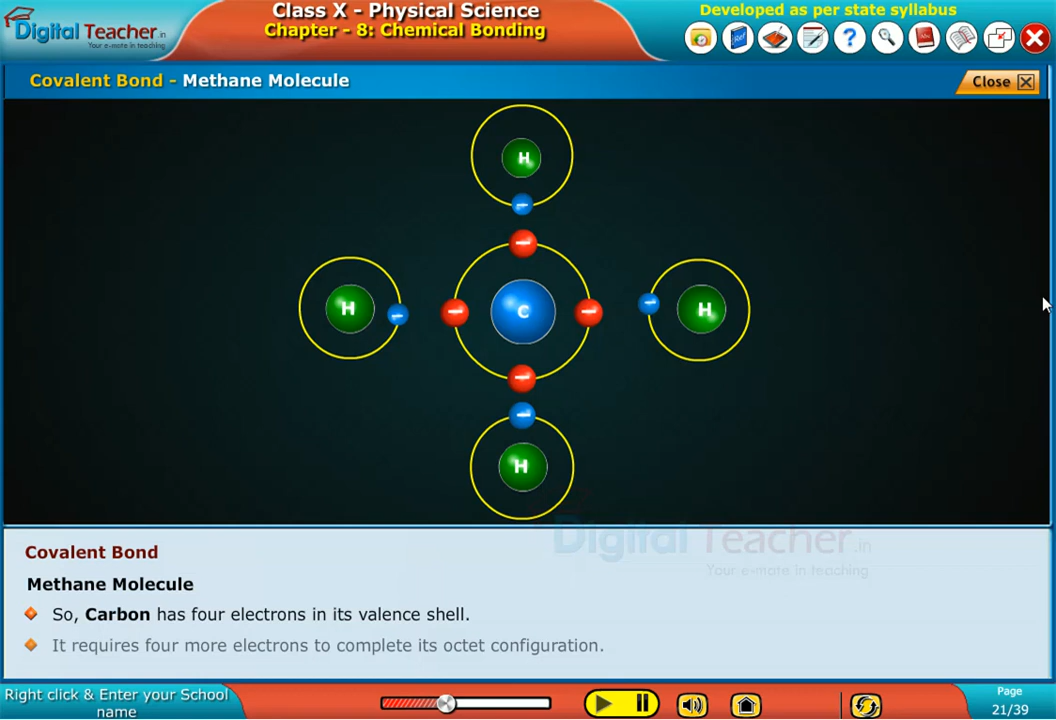 Digital Teacher.in
Your e-mate in teaching
Class X - Physical Science
Chapter - 8: Chemical Bonding
Developed as per state syllabus
Covalent Bond - Methane Molecule
Close
H
H
C
H
H
Digital Teacher.in
Your e-mate in teaching
Covalent Bond
Methane Molecule
So, Carbon has four electrons in its valence shell.
It requires four more electrons to complete its octet configuration.
Right click & Enter your School
name
Page
21/39